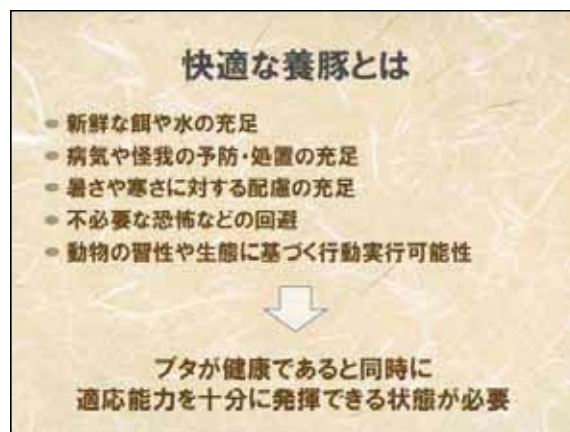 快適な養豚とは
新鮮な餌や水の充足
病気や怪我の予防・処置の充足
暑さや寒さに対する配慮の充足
不必要な恐怖などの回避
動物の習性や生態に基づく行動実行可能性
ブタが健康であると同時に
適応能力を十分に発揮できる状態が必要